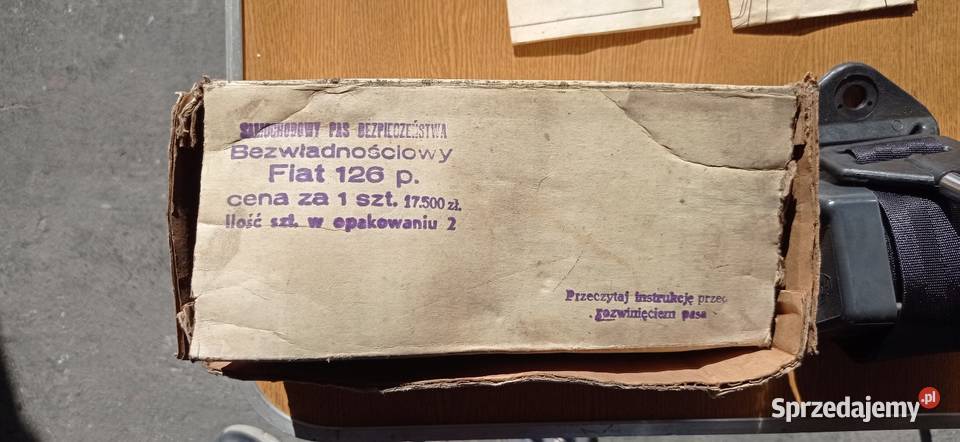 SAMOCHODOWY PAS BEZPIECZEŃSTWA
Bezwładnościowy
Fiat 126 p.
cena za 1 szt. 17.500 zł.
Ilość szt. w opakowaniu 2
Przeczytaj instrukcję przed
rozwinięciem pasa
Sprzedajemy.pl